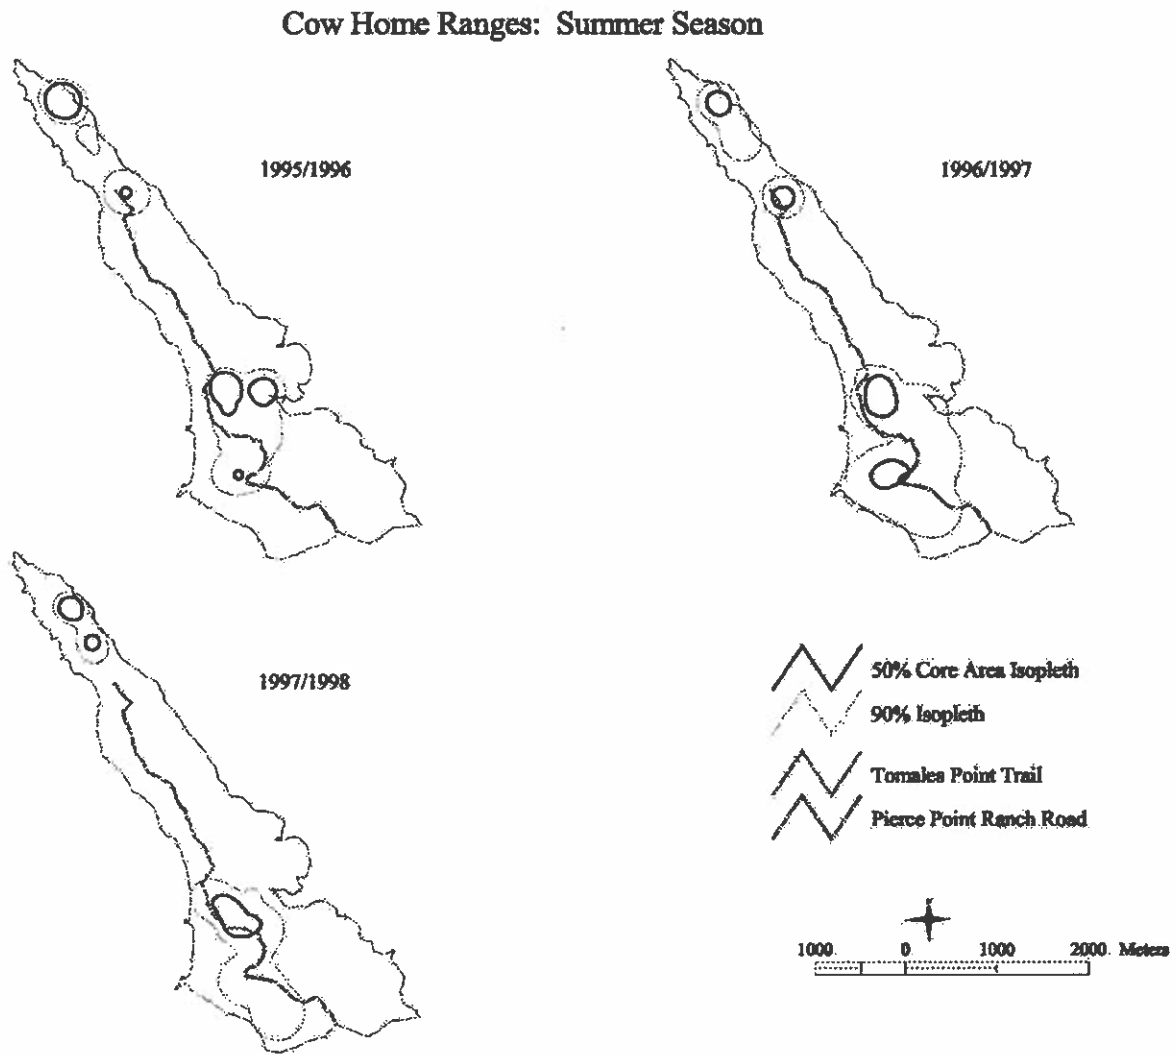 Cow Home Ranges: Summer Season
1995/1996
1996/1997
1997/1998
50% Core Area Isopleth
90% Isopleth
Tomales Point Trail
Pierce Point Ranch Road
1000 0 1000 2000 Meters